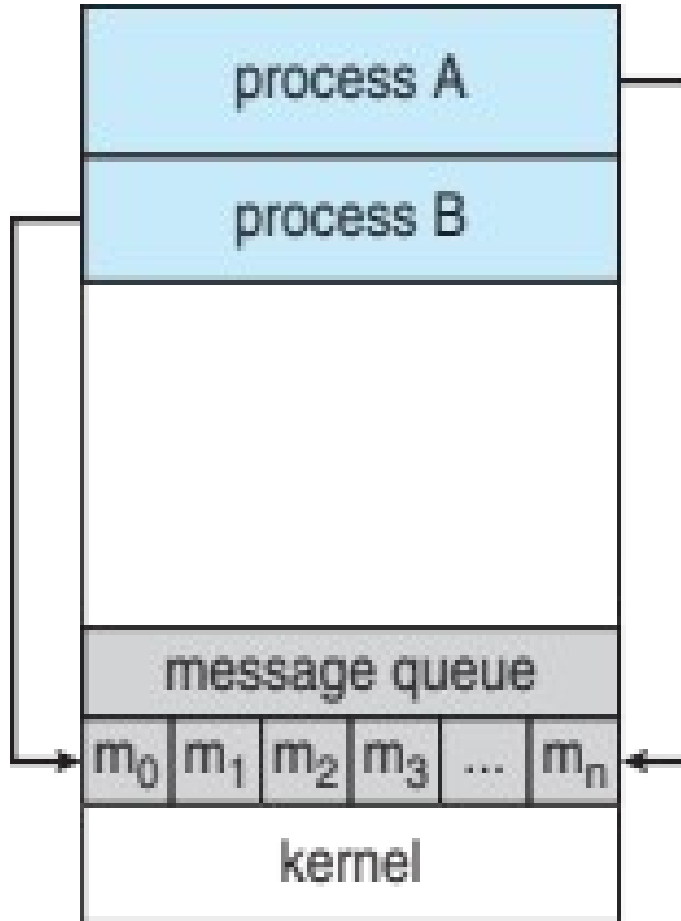 process A
process B
message queue
m₀ m₁ m₂ m₃ ... mₙ
kernel